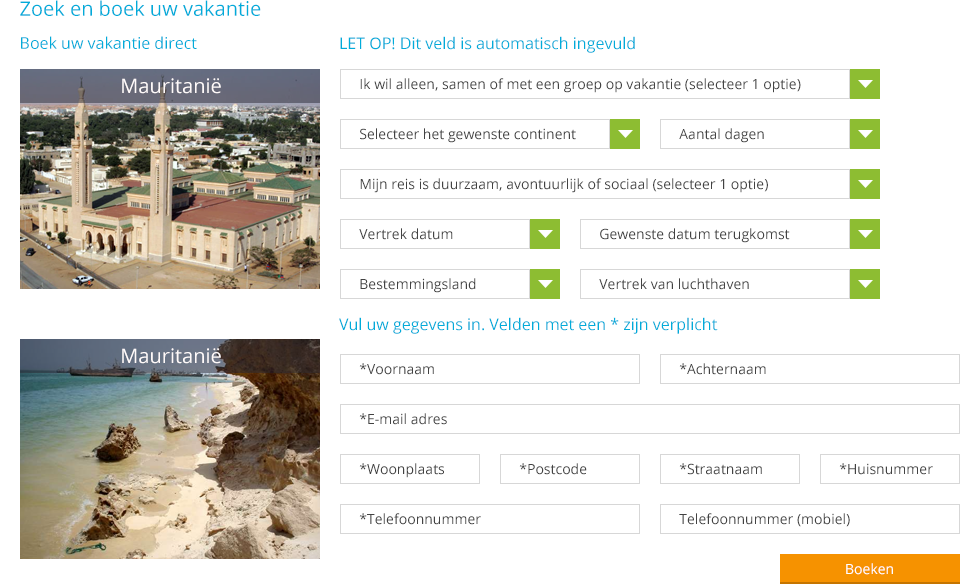 Zoek en boek uw vakantie
Boek uw vakantie direct
LET OP! Dit veld is automatisch ingevuld
Mauritanië
Ik wil alleen, samen of met een groep op vakantie (selecteer 1 optie)
Selecteer het gewenste continent
Aantal dagen
Mijn reis is duurzaam, avontuurlijk of sociaal (selecteer 1 optie)
Vertrek datum
Gewenste datum terugkomst
Bestemmingsland
Vertrek van luchthaven
Vul uw gegevens in. Velden met een * zijn verplicht
Mauritanië
*Voornaam
*Achternaam
*E-mail adres
*Woonplaats
*Postcode
*Straatnaam
*Huisnummer
*Telefoonnummer
Telefoonnummer (mobiel)
Boeken